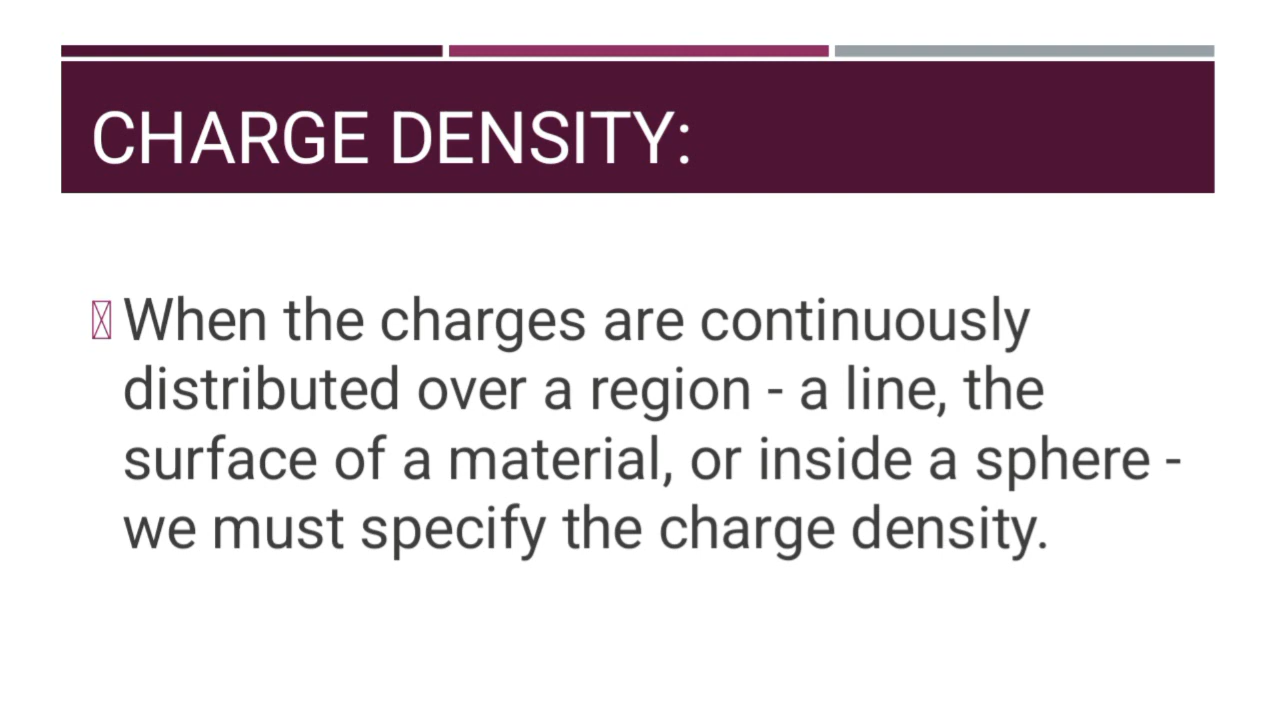 CHARGE DENSITY:
When the charges are continuously
distributed over a region - a line, the
surface of a material, or inside a sphere -
we must specify the charge density.